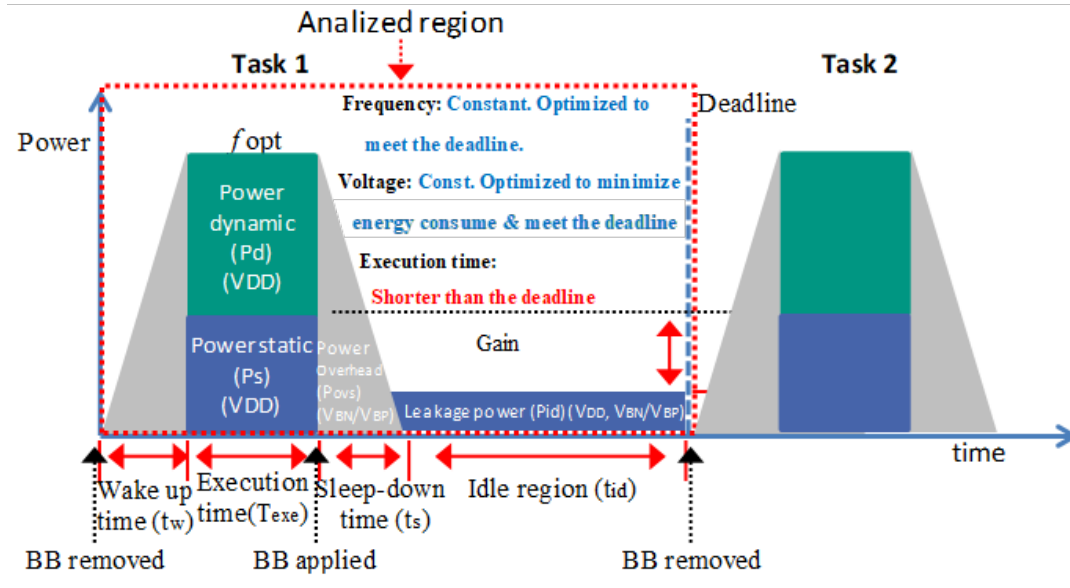 Analized region
Task 1
Task 2
Frequency: Constant. Optimized to
meet the deadline.
Deadline
Power
f opt
Voltage: Const. Optimized to minimize
energy consume & meet the deadline
Power
dynamic
(Pd)
(VDD)
Execution time:
Shorter than the deadline
Gain
Power static
(Ps)
(VDD)
Power
Overhead
(Povs)
(VBN/VBP)
Leakage power (Pid) (VDD, VBN/VBP)
time
Wake up
time (tw)
Execution
time(Texe)
Sleep-down
time (ts)
Idle region (tid)
BB removed
BB applied
BB removed